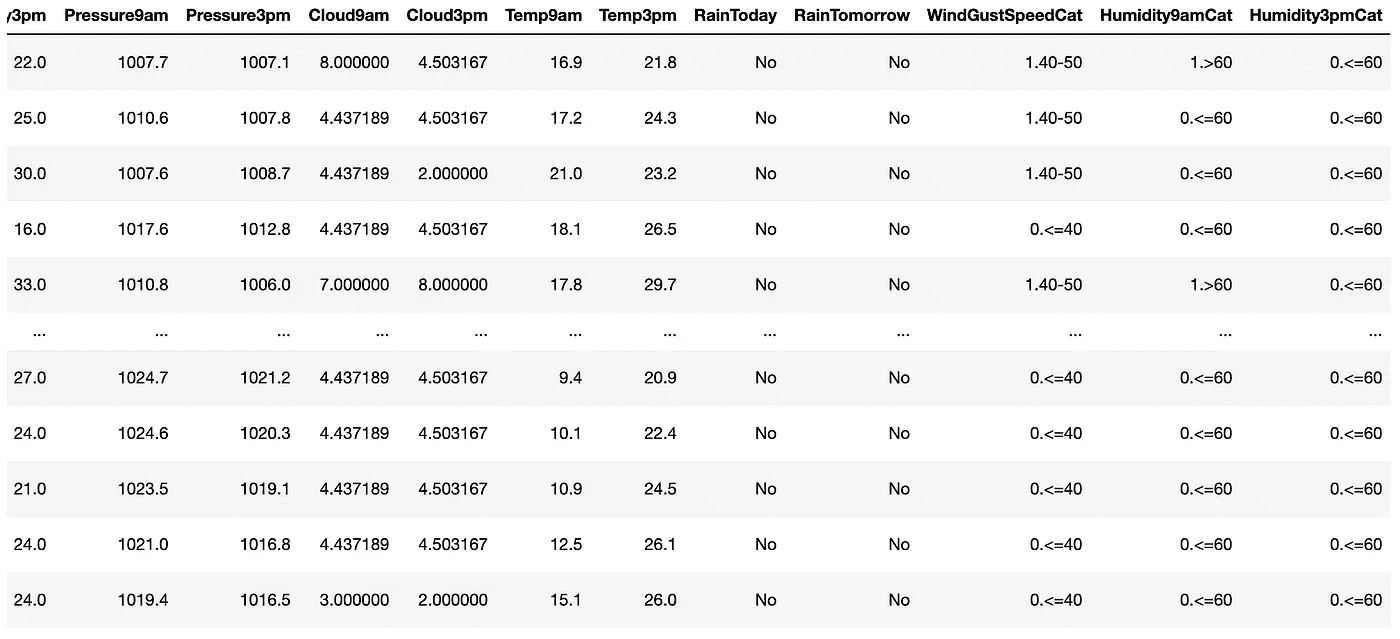 y3pm Pressure9am Pressure3pm Cloud9am Cloud3pm Temp9am Temp3pm RainToday RainTomorrow WindGustSpeedCat Humidity9amCat Humidity3pmCat
22.0 1007.7 1007.1 8.000000 4.503167 16.9 21.8 No No 1.40-50 1.>60 0.<=60
25.0 1010.6 1007.8 4.437189 4.503167 17.2 24.3 No No 1.40-50 0.<=60 0.<=60
30.0 1007.6 1008.7 4.437189 2.000000 21.0 23.2 No No 1.40-50 0.<=60 0.<=60
16.0 1017.6 1012.8 4.437189 4.503167 18.1 26.5 No No 0.<=40 0.<=60 0.<=60
33.0 1010.8 1006.0 7.000000 8.000000 17.8 29.7 No No 1.40-50 1.>60 0.<=60
... ... ... ... ... ... ... ... ... ... ... ...
27.0 1024.7 1021.2 4.437189 4.503167 9.4 20.9 No No 0.<=40 0.<=60 0.<=60
24.0 1024.6 1020.3 4.437189 4.503167 10.1 22.4 No No 0.<=40 0.<=60 0.<=60
21.0 1023.5 1019.1 4.437189 4.503167 10.9 24.5 No No 0.<=40 0.<=60 0.<=60
24.0 1021.0 1016.8 4.437189 4.503167 12.5 26.1 No No 0.<=40 0.<=60 0.<=60
24.0 1019.4 1016.5 3.000000 2.000000 15.1 26.0 No No 0.<=40 0.<=60 0.<=60